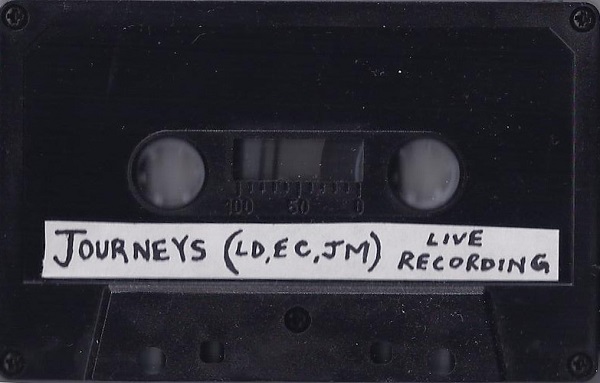 100 50 0
JOURNEYS (LD,EC,JM) LIVE
RECORDING